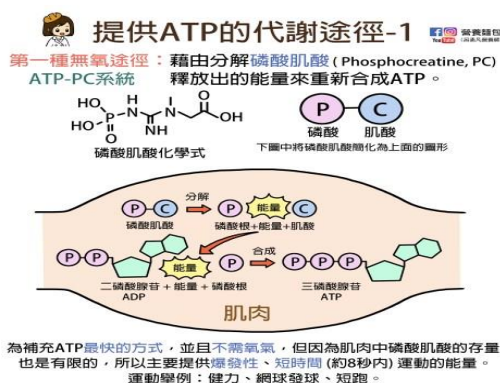 提供ATP的代謝途徑-1
營養麵包
第一種無氧途徑：藉由分解磷酸肌酸 ( Phosphocreatine, PC)
ATP-PC系統 釋放出的能量來重新合成ATP。
HO O N O OH
P N
HO NH NH
P C
磷酸 肌酸
磷酸肌酸化學式
下圖中將磷酸肌酸簡化為上面的圖形
分解
P C P 能量 C
磷酸肌酸 磷酸根+能量+肌酸
P P 能量 P 合成 P P P
二磷酸腺苷 + 能量 + 磷酸根 三磷酸腺苷
ADP ATP
肌肉
為補充ATP最快的方式，並且不需氧氣，但因為肌肉中磷酸肌酸的存量
也是有限的，所以主要提供爆發性、短時間 (約8秒內) 運動的能量。
運動舉例：健力、網球發球、短跑。